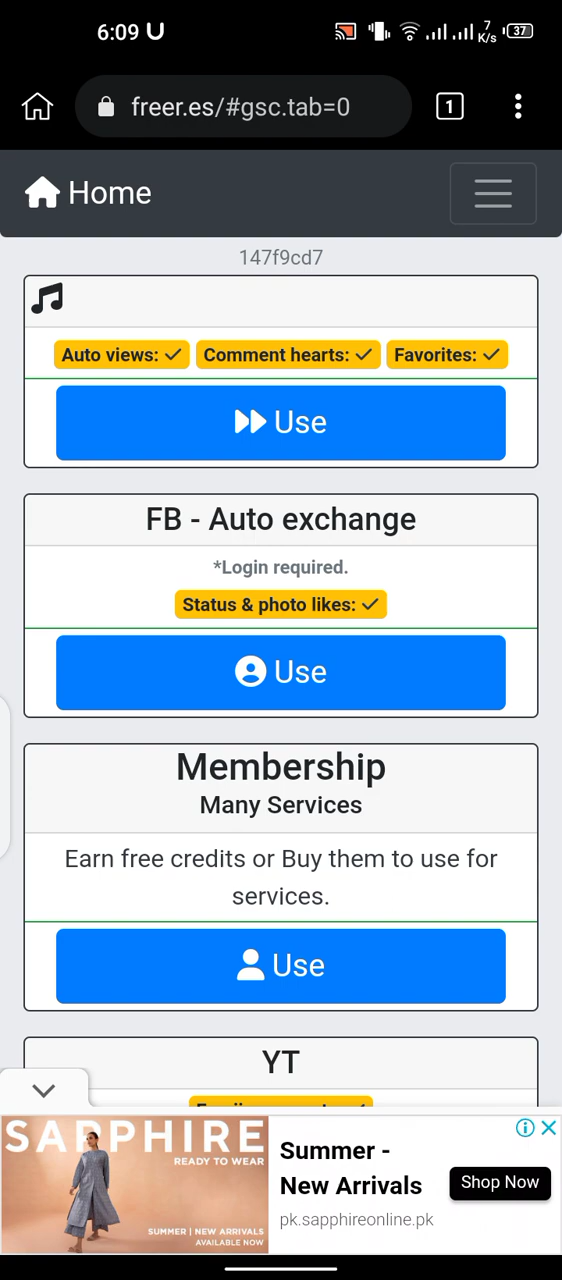 6:09
7
K/s
37
freer.es/#gsc.tab=0
1
Home
147f9cd7
Auto views: Comment hearts: Favorites:
Use
FB - Auto exchange
*Login required.
Status & photo likes:
Use
Membership
Many Services
Earn free credits or Buy them to use for
services.
Use
YT
SAPPHIRE
READY TO WEAR
SUMMER | NEW ARRIVALS
AVAILABLE NOW
Summer -
New Arrivals
pk.sapphireonline.pk
Shop Now